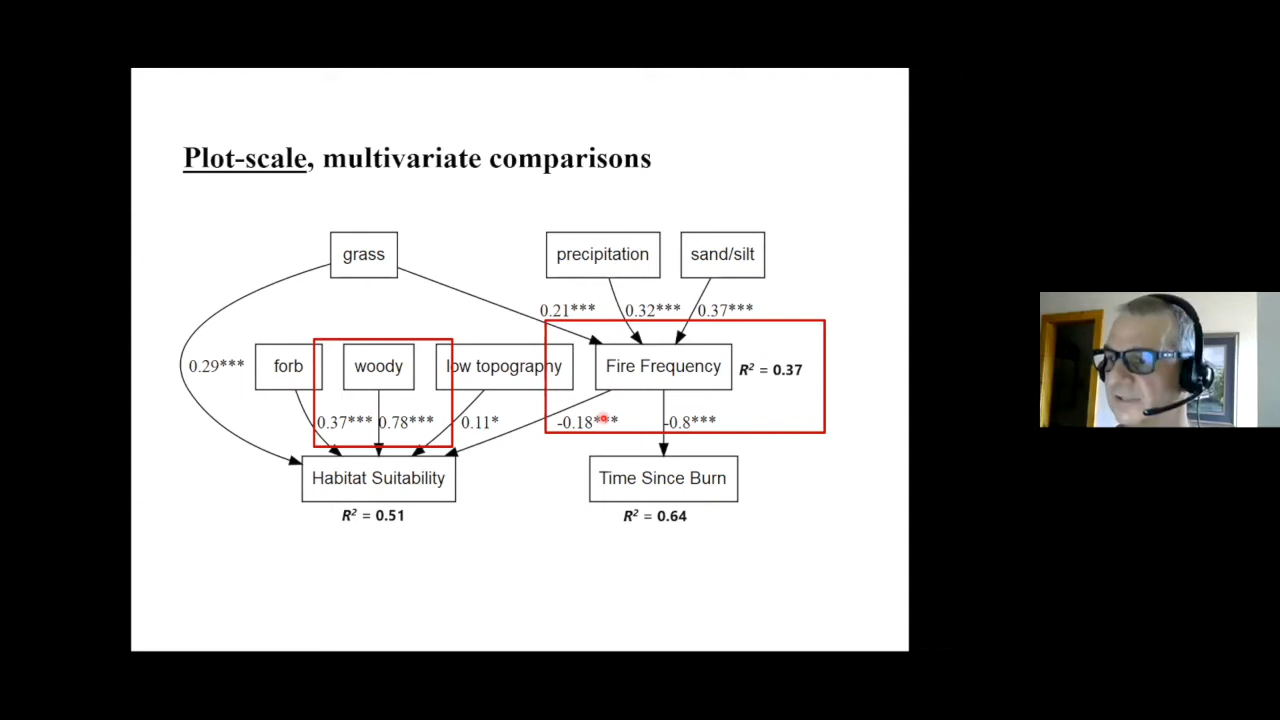 Plot-scale, multivariate comparisons
grass
precipitation
sand/silt
0.21***
0.32***
0.37***
0.29***
forb
woody
low topography
Fire Frequency
R² = 0.37
0.37***
0.78***
0.11*
-0.18***
-0.8***
Habitat Suitability
Time Since Burn
R² = 0.51
R² = 0.64